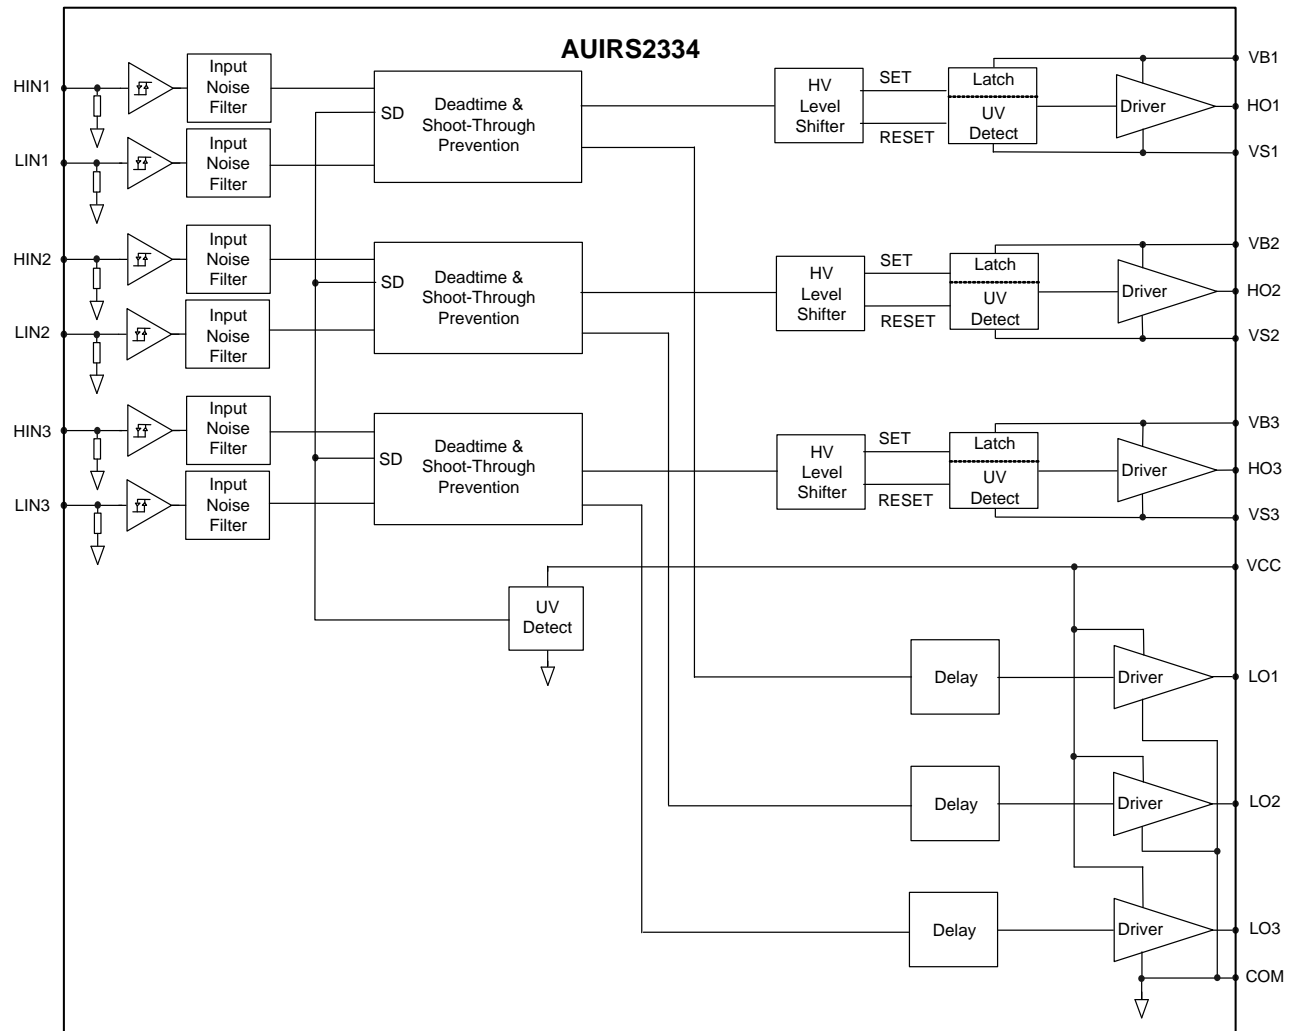 AUIRS2334
HIN1
Input
Noise
Filter
LIN1
Input
Noise
Filter
SD
Deadtime &
Shoot-Through
Prevention
HV
Level
Shifter
SET
RESET
Latch
UV
Detect
Driver
VB1
HO1
VS1
HIN2
Input
Noise
Filter
LIN2
Input
Noise
Filter
SD
Deadtime &
Shoot-Through
Prevention
HV
Level
Shifter
SET
RESET
Latch
UV
Detect
Driver
VB2
HO2
VS2
HIN3
Input
Noise
Filter
LIN3
Input
Noise
Filter
SD
Deadtime &
Shoot-Through
Prevention
HV
Level
Shifter
SET
RESET
Latch
UV
Detect
Driver
VB3
HO3
VS3
VCC
UV
Detect
Delay
Driver
LO1
Delay
Driver
LO2
Delay
Driver
LO3
COM